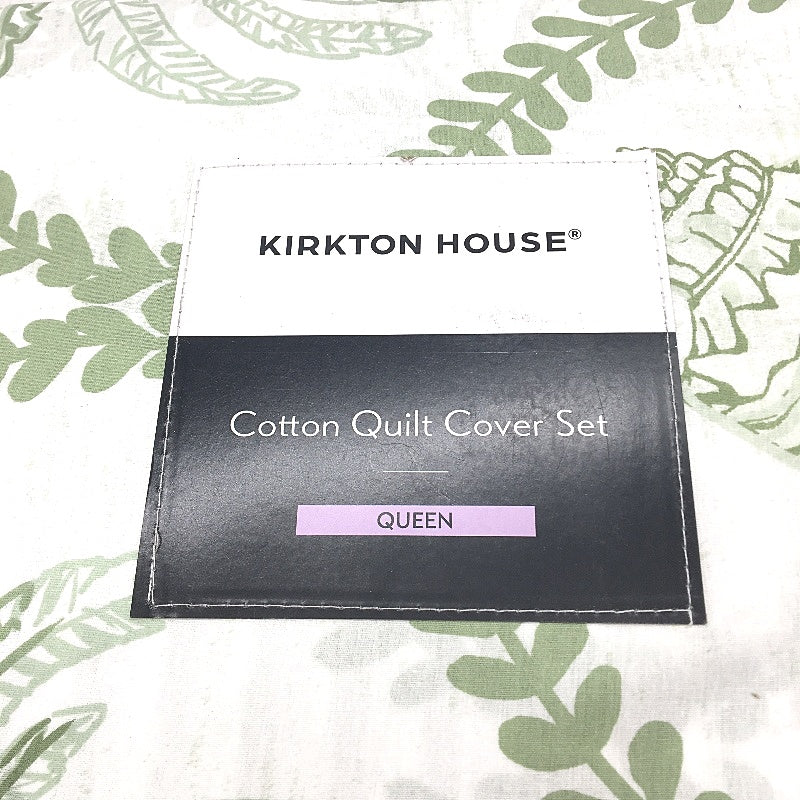 KIRKTON HOUSE®
Cotton Quilt Cover Set
QUEEN